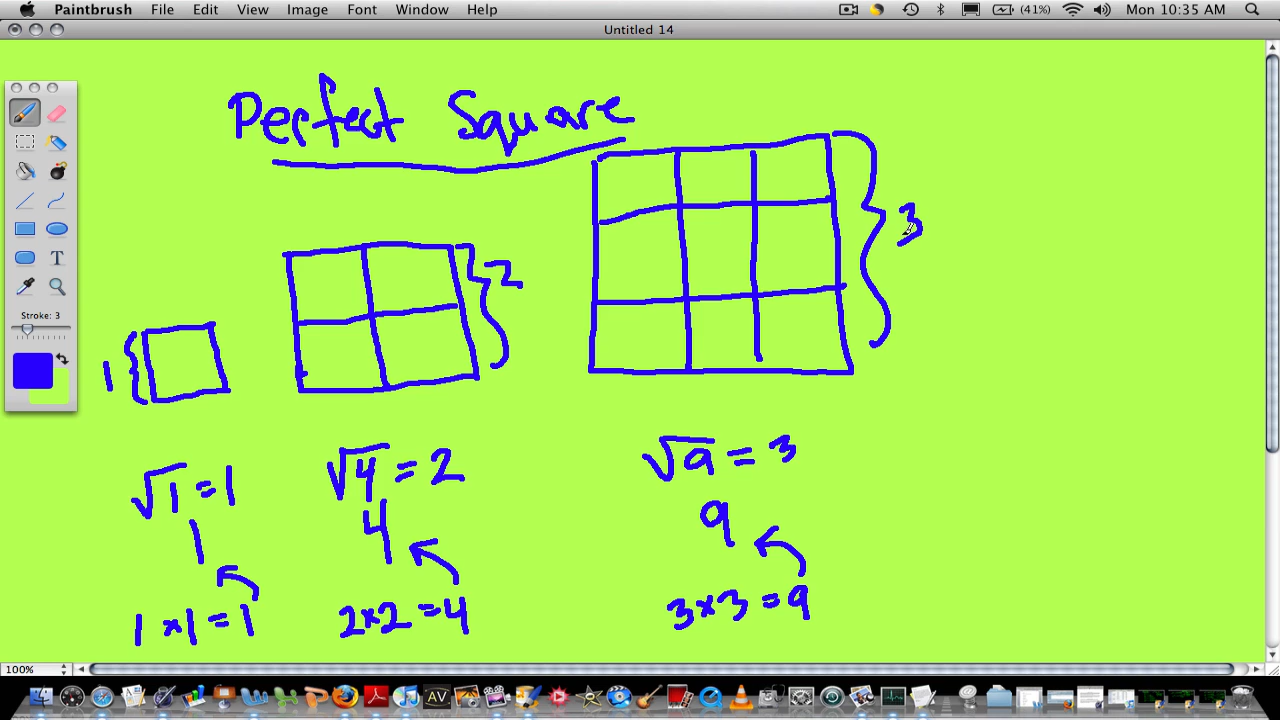 Paintbrush File Edit View Image Font Window Help (41%) Mon 10:35 AM
Untitled 14
Perfect Square
3
2
1
Stroke: 3
√1=1
√4=2
√9=3
1
4
9
1×1=1
2×2=4
3×3=9
100%
AV